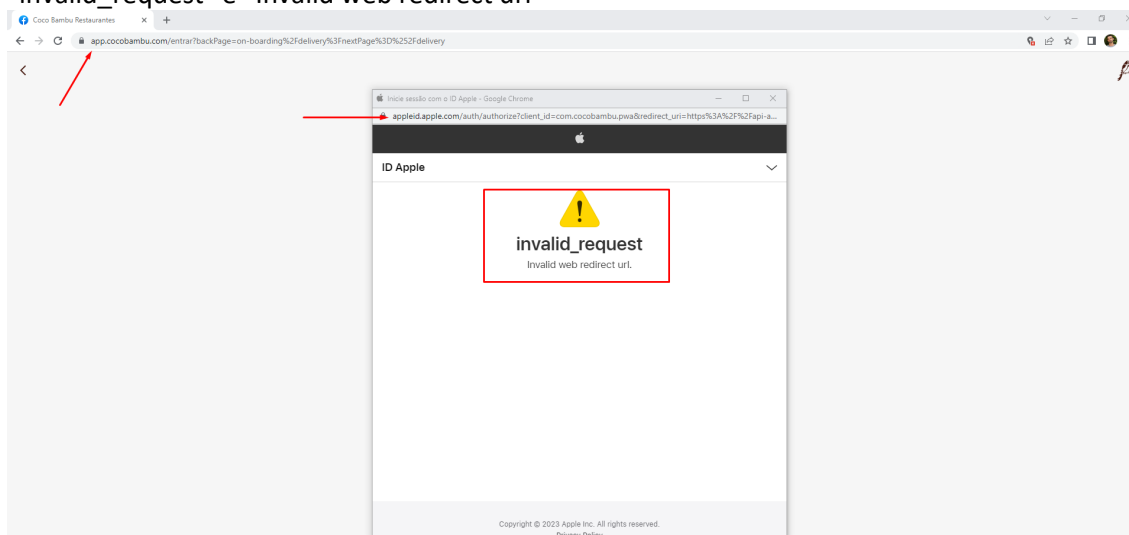 "invalid_request" e "Invalid web redirect url"
Coco Bambu Restaurantes
app.cocobambu.com/entrar?backPage=on-boarding%2Fdelivery%3FnextPage%3D%252Fdelivery
Inicie sessão com o ID Apple - Google Chrome
appleid.apple.com/auth/authorize?client_id=com.cocobambu.pwa&redirect_uri=https%3A%2F%2Fapi-a...
ID Apple
invalid_request
Invalid web redirect url.
Copyright © 2023 Apple Inc. All rights reserved.
Privacy Policy